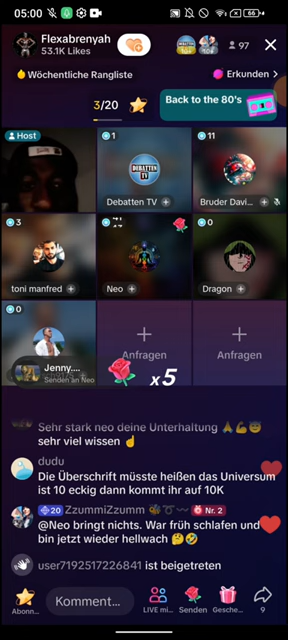 05:00
66
Flexabrenyah
53.1K Likes
97
Wöchentliche Rangliste
Erkunden >
3/20
Back to the 80's
Host
1
11
DEBATTEN
TV
Debatten TV +
Bruder Davi... +
3
0
toni manfred +
Neo +
Dragon +
0
Jenny....
Senden an Neo
Anfragen
Anfragen
x5
Sehr stark neo deine Unterhaltung 🙏💪😇
sehr viel wissen ☝️
dudu
Die Überschrift müsste heißen das Universum
ist 10 eckig dann kommt ihr auf 10K
20 ZzummiZzumm Nr. 2
@Neo bringt nichts. War früh schlafen und
bin jetzt wieder hellwach 🤔🤣
user7192517226841 ist beigetreten
Abonn...
Kommentar...
LIVE mi...
Senden
Gesche...
9